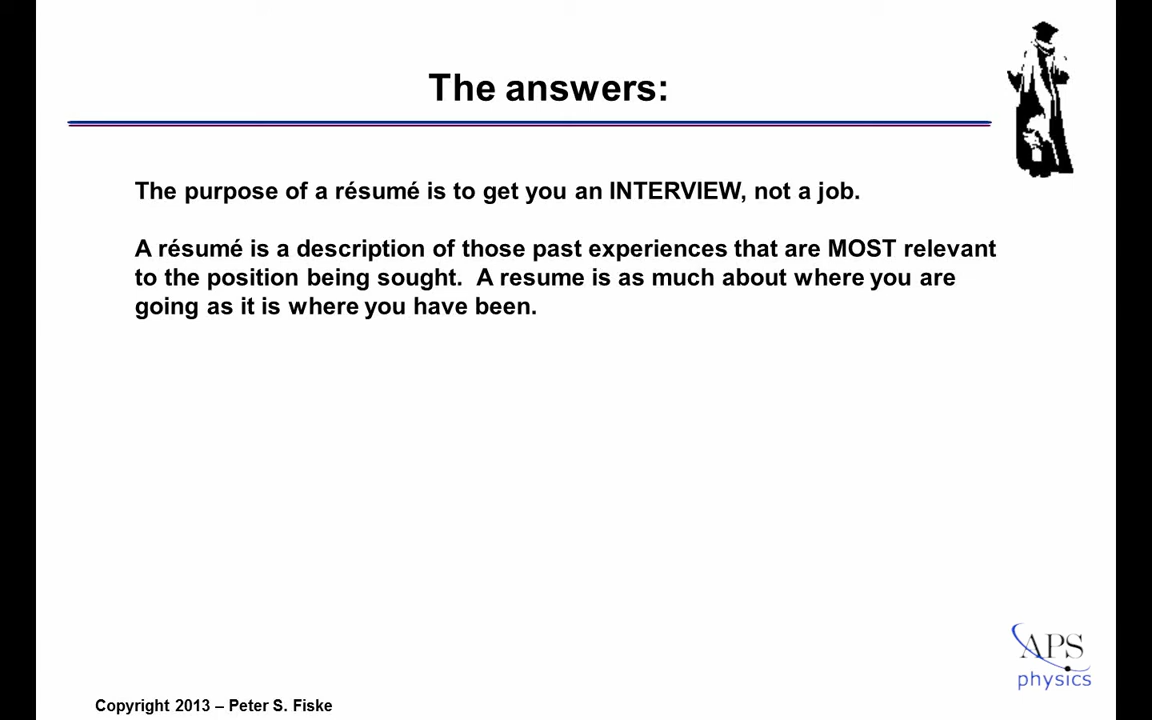 The answers:
The purpose of a résumé is to get you an INTERVIEW, not a job.
A résumé is a description of those past experiences that are MOST relevant
to the position being sought.  A resume is as much about where you are
going as it is where you have been.
APS
physics
Copyright 2013 – Peter S. Fiske